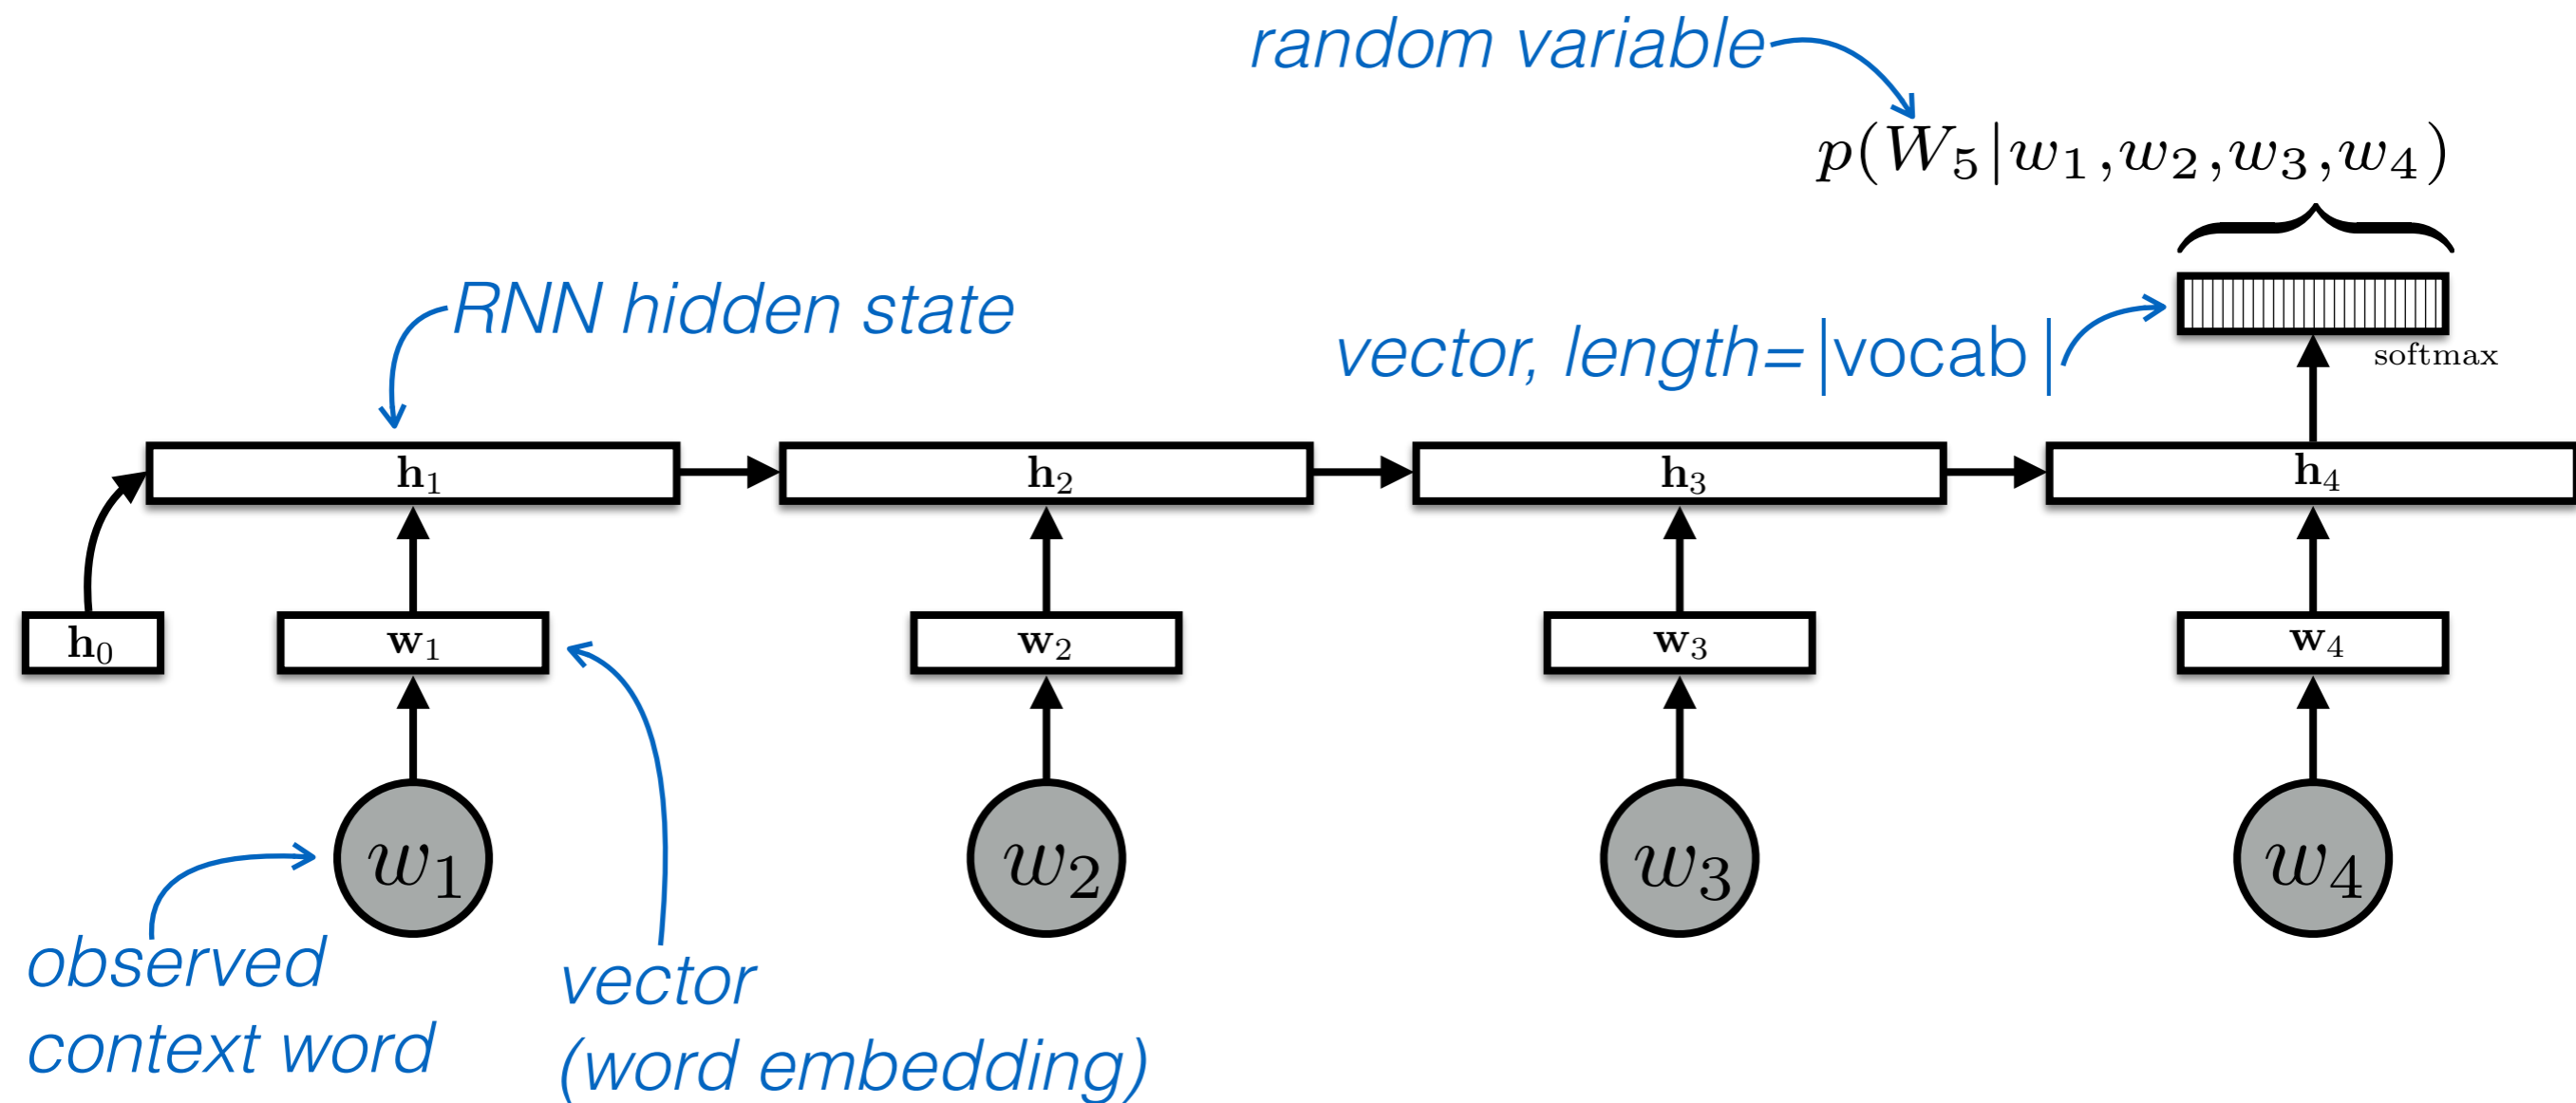 random variable
p(W₅|w₁,w₂,w₃,w₄)
RNN hidden state
vector, length=|vocab|
softmax
h₁
h₂
h₃
h₄
h₀
w₁
w₂
w₃
w₄
w₁
w₂
w₃
w₄
observed
context word
vector
(word embedding)